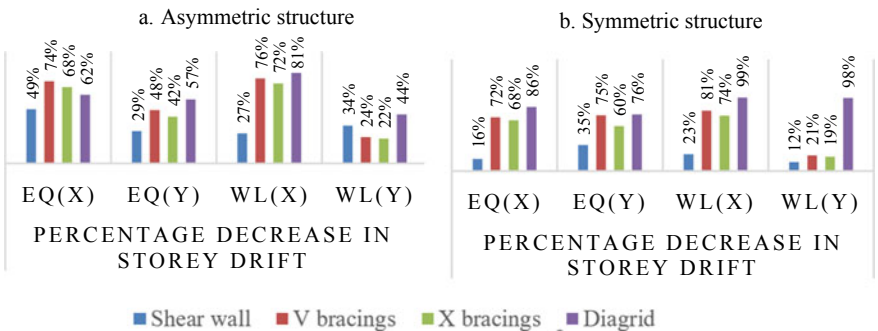 a. Asymmetric structure
49% 74% 68% 62% 29% 48% 42% 57% 27% 76% 72% 81% 34% 24% 22% 44%
EQ(X) EQ(Y) WL(X) WL(Y)
PERCENTAGE DECREASE IN
STOREY DRIFT
b. Symmetric structure
16% 72% 68% 86% 35% 75% 60% 76% 23% 81% 74% 99% 12% 21% 19% 98%
EQ(X) EQ(Y) WL(X) WL(Y)
PERCENTAGE DECREASE IN
STOREY DRIFT
Shear wall V bracings X bracings Diagrid